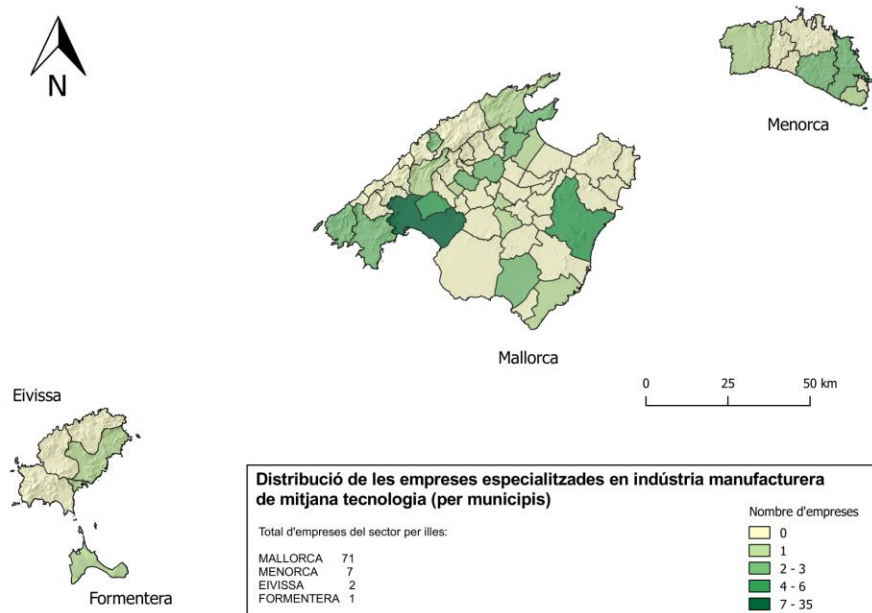 N
Menorca
Mallorca
0 25 50 km
Eivissa
Formentera
Distribució de les empreses especialitzades en indústria manufacturera
de mitjana tecnologia (per municipis)
Total d'empreses del sector per illes:
MALLORCA 71
MENORCA 7
EIVISSA 2
FORMENTERA 1
Nombre d'empreses
0
1
2 - 3
4 - 6
7 - 35